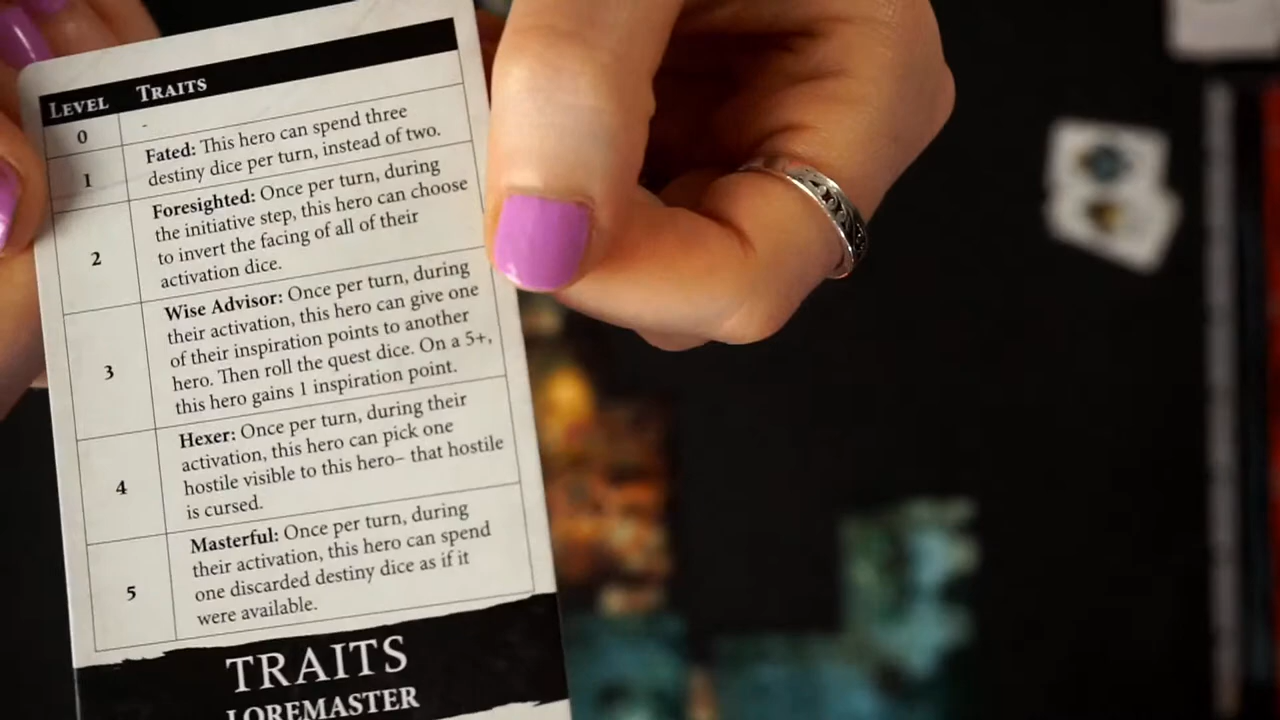 LEVEL TRAITS
0 -
1 Fated: This hero can spend three
destiny dice per turn, instead of two.
2 Foresighted: Once per turn, during
the initiative step, this hero can choose
to invert the facing of all of their
activation dice.
3 Wise Advisor: Once per turn, during
their activation, this hero can give one
of their inspiration points to another
hero. Then roll the quest dice. On a 5+,
this hero gains 1 inspiration point.
4 Hexer: Once per turn, during their
activation, this hero can pick one
hostile visible to this hero– that hostile
is cursed.
5 Masterful: Once per turn, during
their activation, this hero can spend
one discarded destiny dice as if it
were available.
TRAITS
LOREMASTER